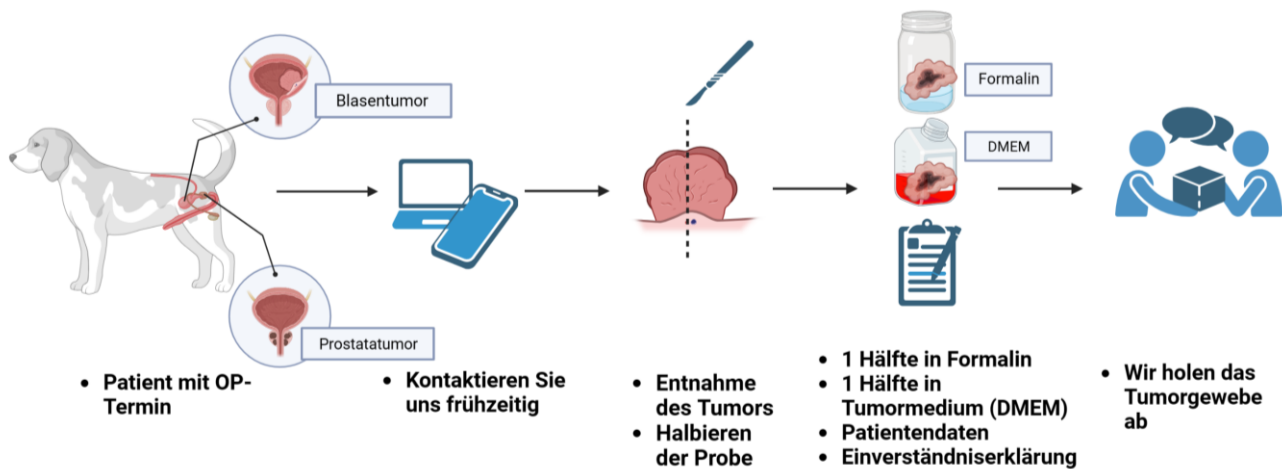 Blasentumor
Prostatatumor
Formalin
DMEM
• Patient mit OP-
Termin
• Kontaktieren Sie
uns frühzeitig
• Entnahme
des Tumors
• Halbieren
der Probe
• 1 Hälfte in Formalin
• 1 Hälfte in
Tumormedium (DMEM)
• Patientendaten
• Einverständniserklärung
• Wir holen das
Tumorgewebe
ab